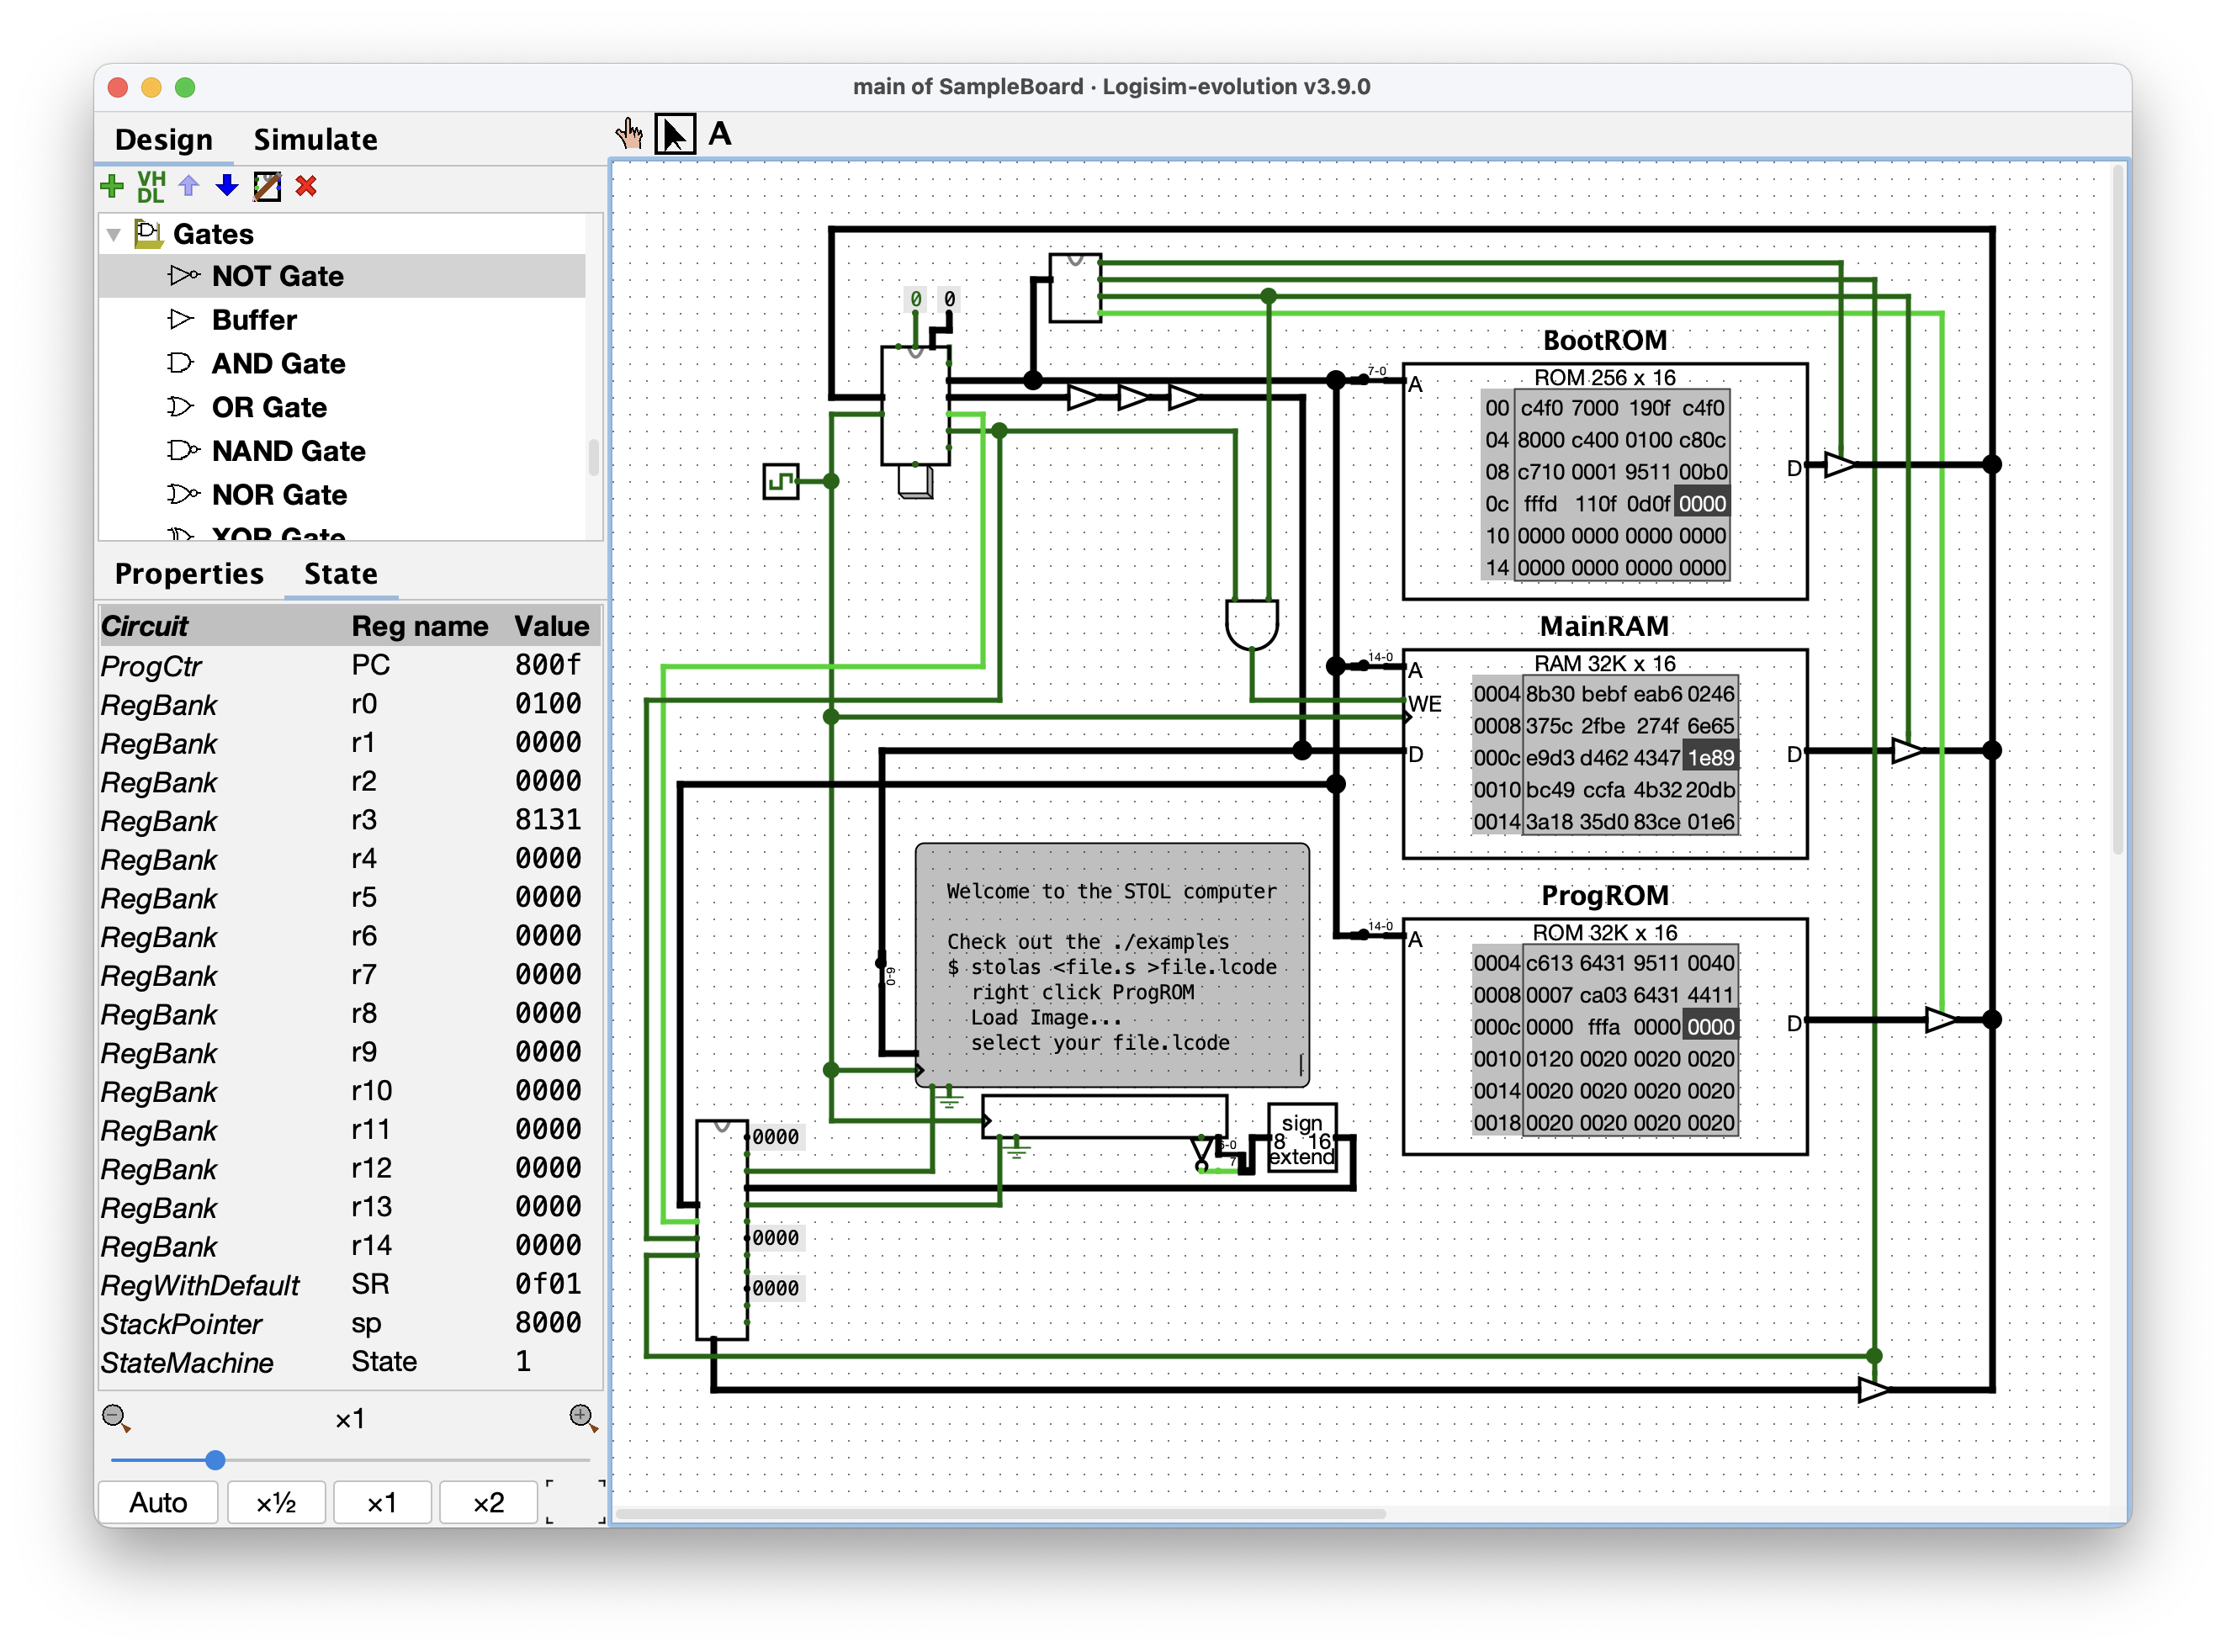 main of SampleBoard · Logisim-evolution v3.9.0
Design Simulate
A
VH
DL
Gates
NOT Gate
Buffer
AND Gate
OR Gate
NAND Gate
NOR Gate
XOR Gate
Properties State
Circuit Reg name Value
ProgCtr PC 800f
RegBank r0 0100
RegBank r1 0000
RegBank r2 0000
RegBank r3 8131
RegBank r4 0000
RegBank r5 0000
RegBank r6 0000
RegBank r7 0000
RegBank r8 0000
RegBank r9 0000
RegBank r10 0000
RegBank r11 0000
RegBank r12 0000
RegBank r13 0000
RegBank r14 0000
RegWithDefault SR 0f01
StackPointer sp 8000
StateMachine State 1
×1
Auto ×½ ×1 ×2
0 0
BootROM
ROM 256 x 16
7-0
A
00 c4f0 7000 190f c4f0
04 8000 c400 0100 c80c
08 c710 0001 9511 00b0
D
0c fffd 110f 0d0f 0000
10 0000 0000 0000 0000
14 0000 0000 0000 0000
MainRAM
RAM 32K x 16
14-0
A
WE
D
0004 8b30 bebf eab6 0246
0008 375c 2fbe 274f 6e65
000c e9d3 d462 4347 1e89
D
0010 bc49 ccfa 4b32 20db
0014 3a18 35d0 83ce 01e6
ProgROM
ROM 32K x 16
14-0
A
0004 c613 6431 9511 0040
0008 0007 ca03 6431 4411
000c 0000 fffa 0000 0000
D
0010 0120 0020 0020 0020
0014 0020 0020 0020 0020
0018 0020 0020 0020 0020
Welcome to the STOL computer
Check out the ./examples
$ stolas <file.s >file.lcode
right click ProgROM
Load Image...
select your file.lcode
sign
8 16
extend
7
0000
0000
0000